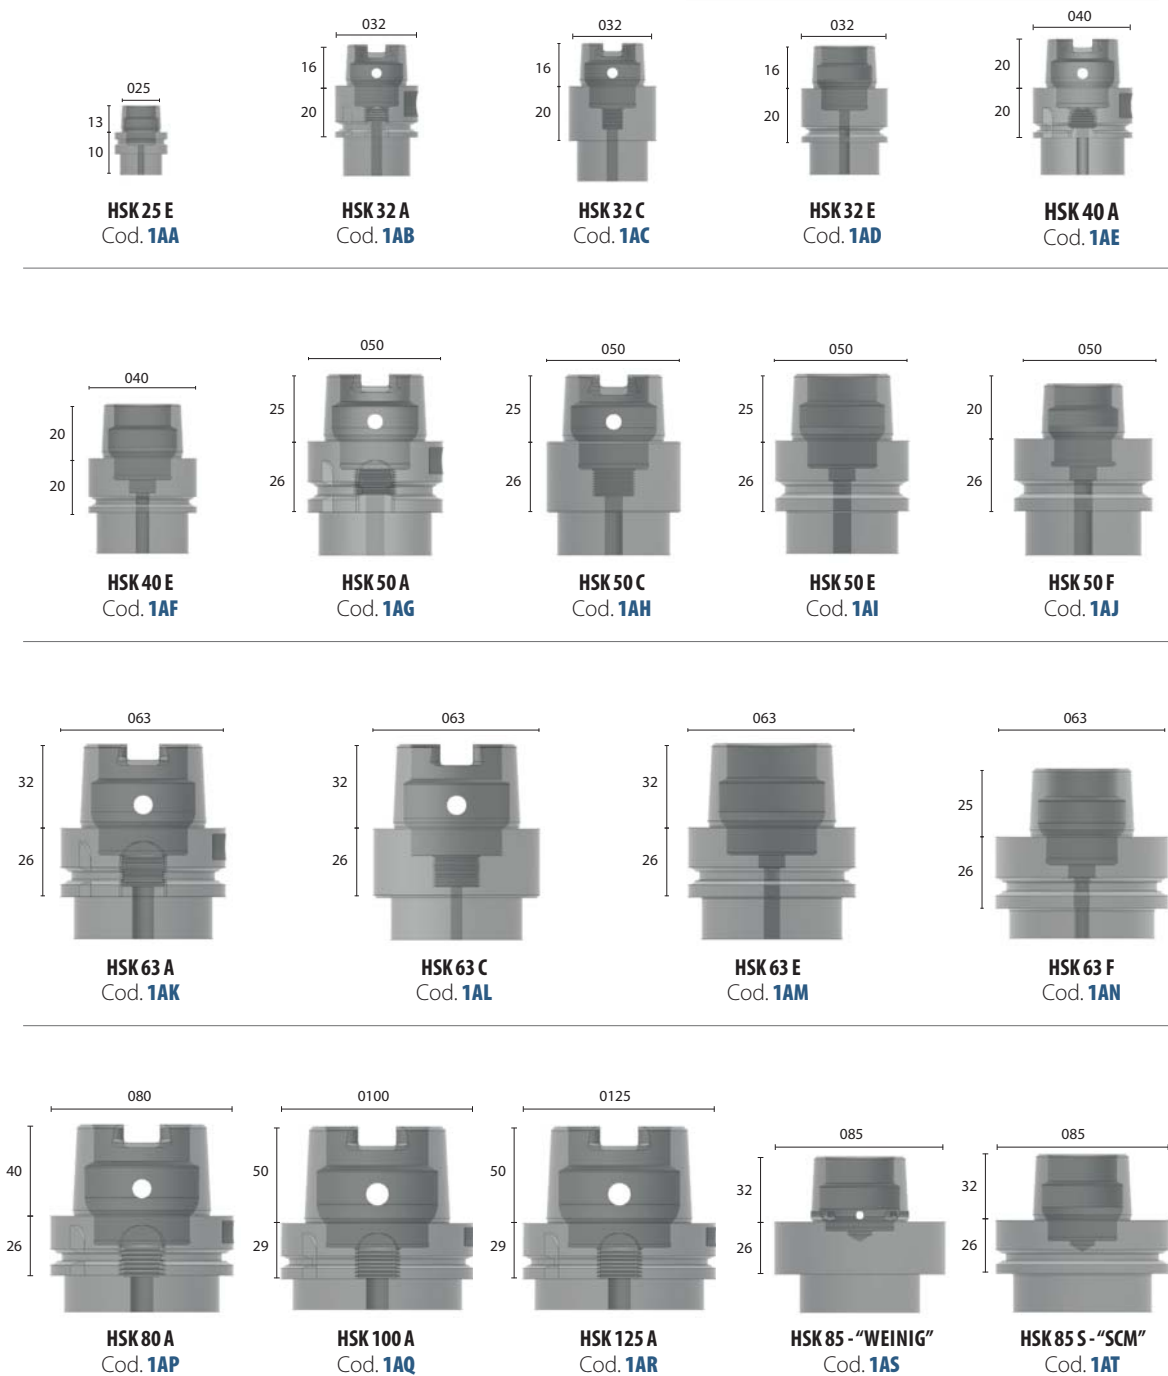 025
13
10
HSK 25 E
Cod. 1AA
032
16
20
HSK 32 A
Cod. 1AB
032
16
20
HSK 32 C
Cod. 1AC
032
16
20
HSK 32 E
Cod. 1AD
040
20
20
HSK 40 A
Cod. 1AE
040
20
20
HSK 40 E
Cod. 1AF
050
25
26
HSK 50 A
Cod. 1AG
050
25
26
HSK 50 C
Cod. 1AH
050
25
26
HSK 50 E
Cod. 1AI
050
20
26
HSK 50 F
Cod. 1AJ
063
32
26
HSK 63 A
Cod. 1AK
063
32
26
HSK 63 C
Cod. 1AL
063
32
26
HSK 63 E
Cod. 1AM
063
25
26
HSK 63 F
Cod. 1AN
080
40
26
HSK 80 A
Cod. 1AP
0100
50
29
HSK 100 A
Cod. 1AQ
0125
50
29
HSK 125 A
Cod. 1AR
085
32
26
HSK 85 - “WEINIG”
Cod. 1AS
085
32
26
HSK 85 S - “SCM”
Cod. 1AT